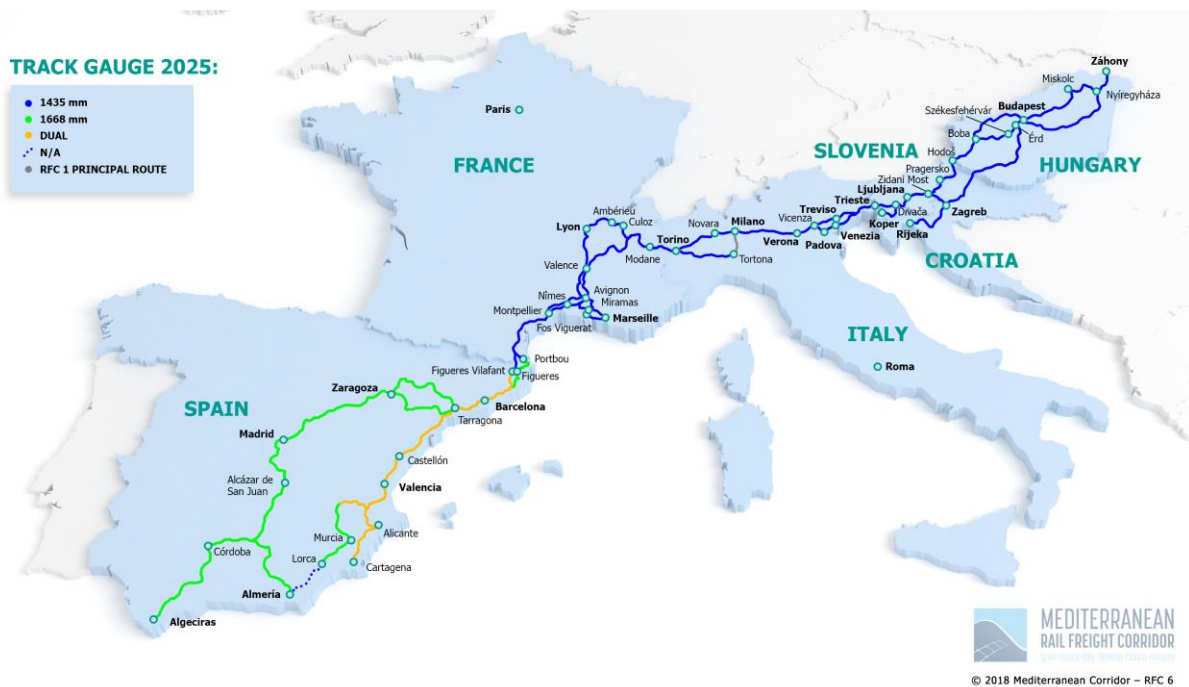 TRACK GAUGE 2025:
1435 mm
1668 mm
DUAL
N/A
RFC 1 PRINCIPAL ROUTE
Paris
FRANCE
SLOVENIA
HUNGARY
CROATIA
ITALY
SPAIN
Záhony
Miskolc
Nyíregyháza
Székesfehérvár
Budapest
Boba
Érd
Hodoš
Pragersko
Zidani Most
Ljubljana
Zagreb
Trieste
Divača
Koper
Rijeka
Treviso
Vicenza
Venezia
Padova
Verona
Milano
Novara
Torino
Tortona
Modane
Ambérieu
Culoz
Lyon
Valence
Avignon
Nîmes
Miramas
Montpellier
Marseille
Fos Viguerat
Portbou
Figueres Vilafant
Figueres
Roma
Zaragoza
Barcelona
Tarragona
Madrid
Castellón
Alcázar de
San Juan
Valencia
Murcia
Alicante
Córdoba
Lorca
Cartagena
Almería
Algeciras
MEDITERRANEAN
RAIL FREIGHT CORRIDOR
© 2018 Mediterranean Corridor – RFC 6